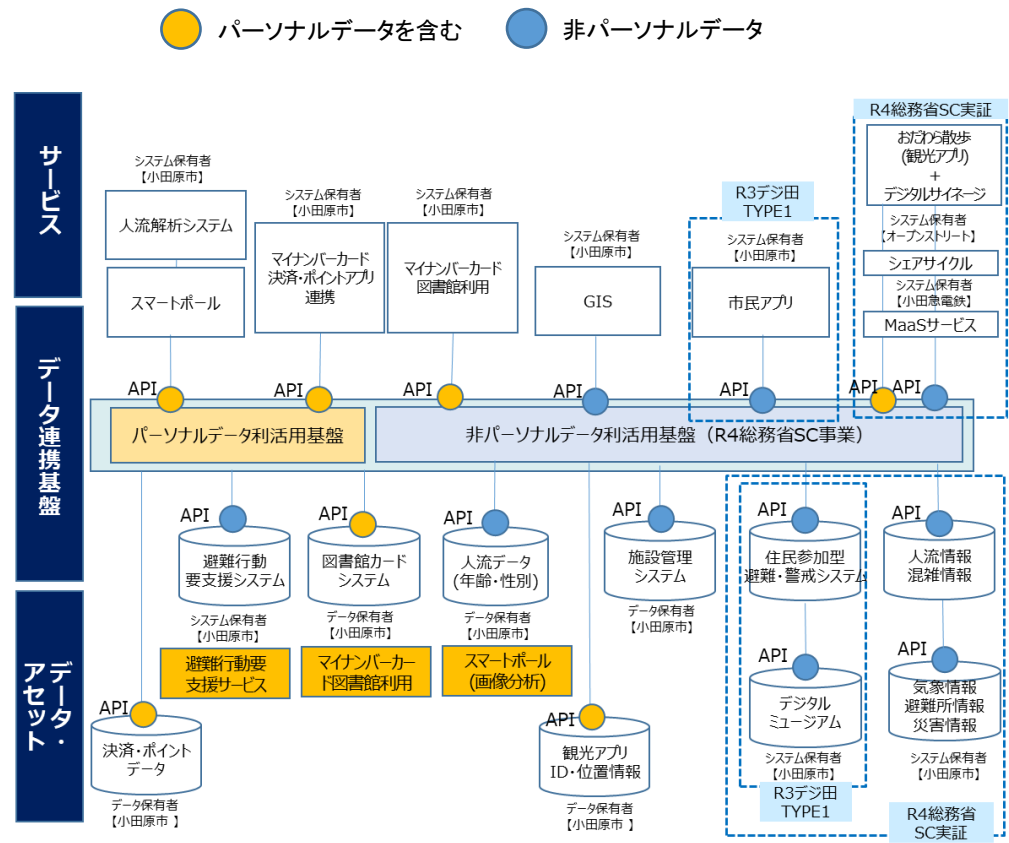 パーソナルデータを含む
非パーソナルデータ
サービス
データ連携基盤
データ・
アセット
システム保有者
【小田原市】
人流解析システム
スマートポール
システム保有者
【小田原市】
マイナンバーカード
決済・ポイントアプリ
連携
システム保有者
【小田原市】
マイナンバーカード
図書館利用
システム保有者
【小田原市】
GIS
R3デジ田
TYPE1
システム保有者
【小田原市】
市民アプリ
R4総務省SC実証
おだわら散歩
(観光アプリ)
+
デジタルサイネージ
システム保有者
【オープンストリート】
シェアサイクル
システム保有者
【小田急電鉄】
MaaSサービス
API
API
API
API
API
API
API
パーソナルデータ利活用基盤
非パーソナルデータ利活用基盤（R4総務省SC事業）
API
避難行動
要支援システム
システム保有者
【小田原市】
避難行動要
支援サービス
API
図書館カード
システム
データ保有者
【小田原市】
マイナンバーカー
ド図書館利用
API
人流データ
(年齢・性別)
データ保有者
【小田原市】
スマートポール
(画像分析)
API
施設管理
システム
データ保有者
【小田原市】
API
住民参加型
避難・警戒システム
API
人流情報
混雑情報
API
決済・ポイント
データ
データ保有者
【小田原市 】
API
観光アプリ
ID・位置情報
データ保有者
【小田原市 】
API
デジタル
ミュージアム
システム保有者
【小田原市】
R3デジ田
TYPE1
API
気象情報
避難所情報
災害情報
システム保有者
【小田原市】
R4総務省
SC実証